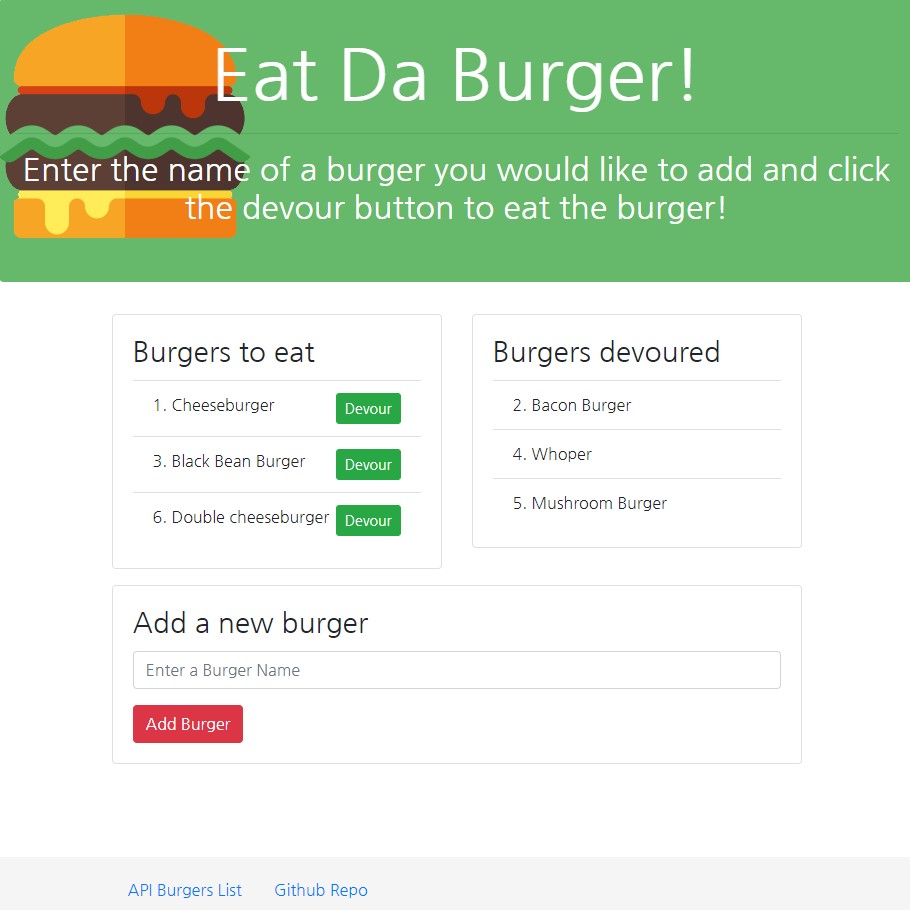 Eat Da Burger!
Enter the name of a burger you would like to add and click
the devour button to eat the burger!
Burgers to eat
1. Cheeseburger Devour
3. Black Bean Burger Devour
6. Double cheeseburger Devour
Burgers devoured
2. Bacon Burger
4. Whoper
5. Mushroom Burger
Add a new burger
Enter a Burger Name
Add Burger
API Burgers List Github Repo